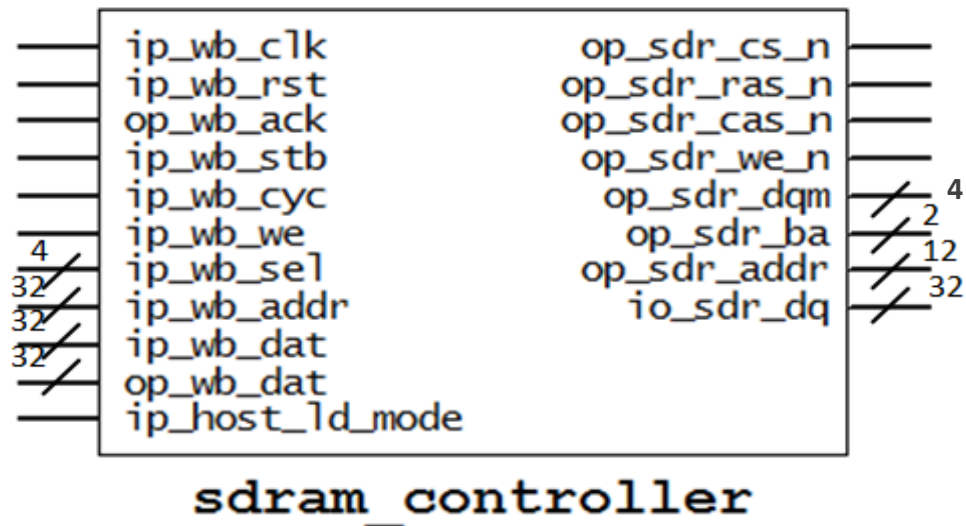 ip_wb_clk op_sdr_cs_n
ip_wb_rst op_sdr_ras_n
op_wb_ack op_sdr_cas_n
ip_wb_stb op_sdr_we_n
ip_wb_cyc op_sdr_dqm 4
ip_wb_we op_sdr_ba 2
4 ip_wb_sel op_sdr_addr 12
32 ip_wb_addr io_sdr_dq 32
32 ip_wb_dat
32 op_wb_dat
ip_host_ld_mode
sdram_controller